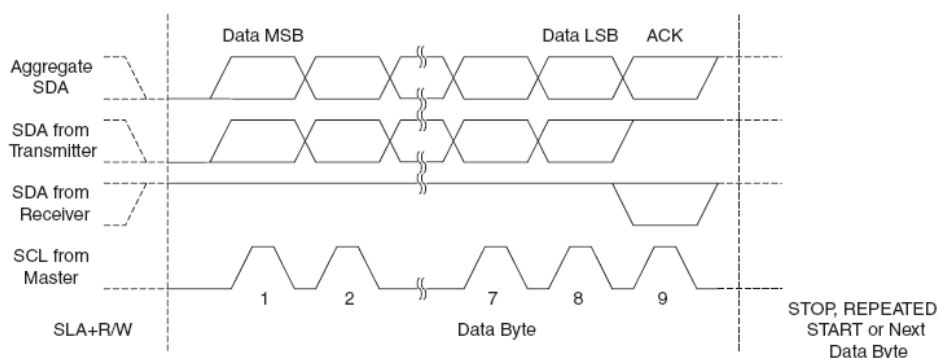 Data MSB
Data LSB
ACK
Aggregate
SDA
SDA from
Transmitter
SDA from
Receiver
SCL from
Master
1
2
7
8
9
SLA+R/W
Data Byte
STOP, REPEATED
START or Next
Data Byte